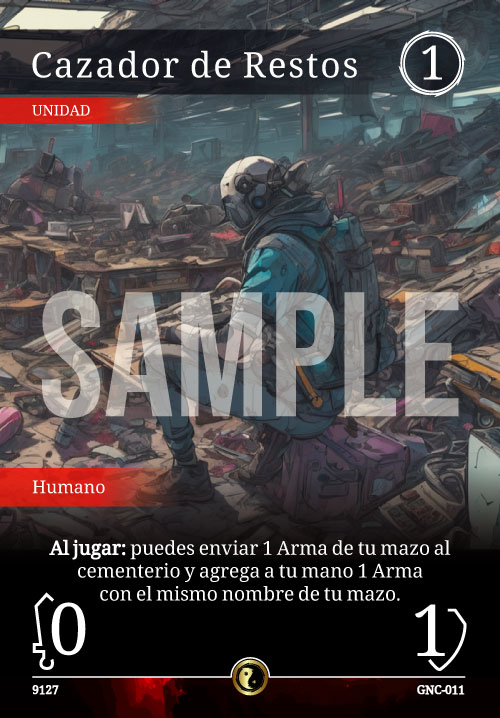 Cazador de Restos
1
UNIDAD
SAMPLE
Humano
Al jugar: puedes enviar 1 Arma de tu mazo al
cementerio y agrega a tu mano 1 Arma
con el mismo nombre de tu mazo.
0
1
9127
GNC-011